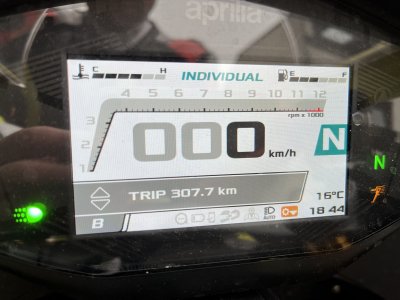 aprilia
C H INDIVIDUAL E F
4 5 6 7 8 9 10 11 12
3 rpm x 1000
2 000 km/h N
1 N
TRIP 307.7 km 16°C
B AUTO 18:44